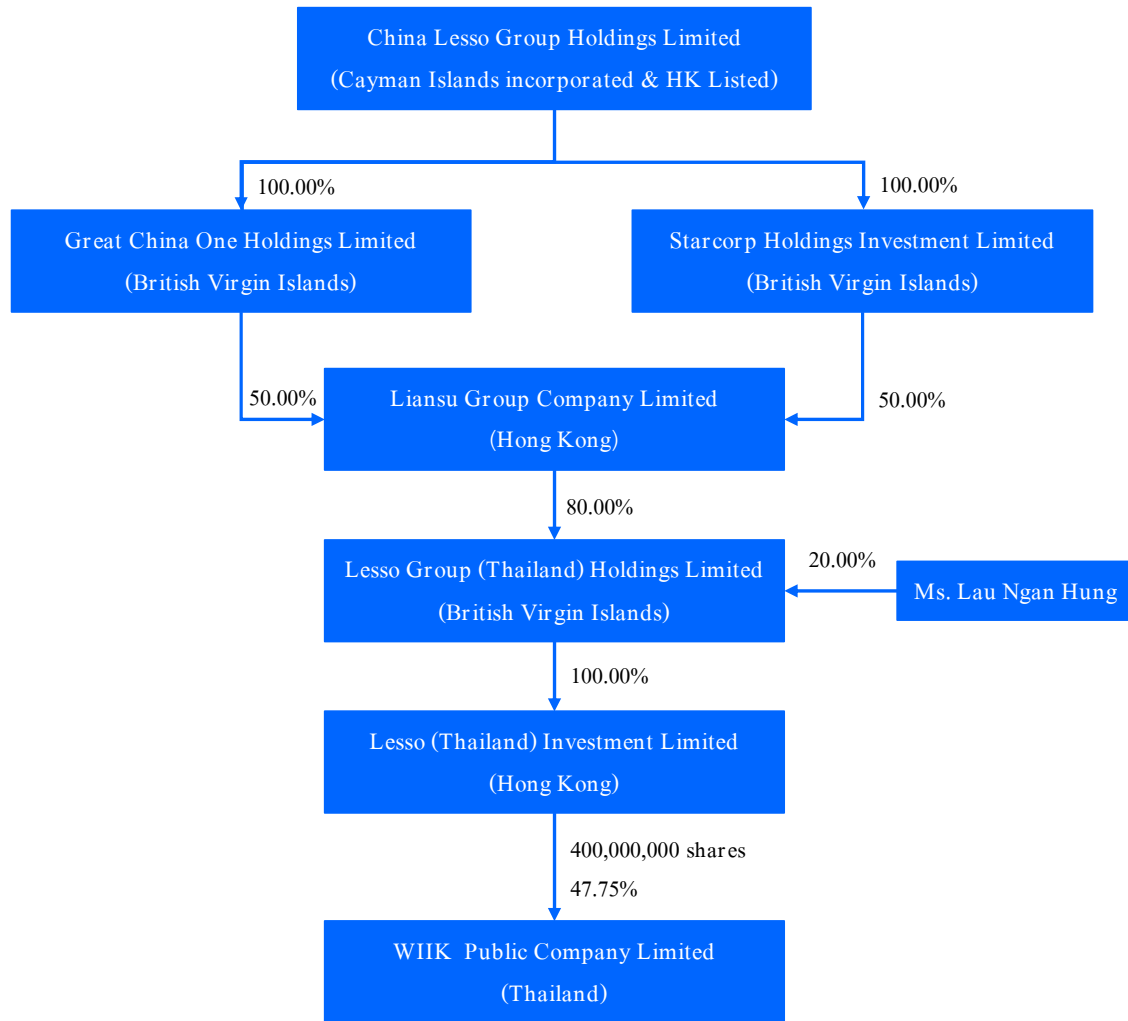 China Lesso Group Holdings Limited
(Cayman Islands incorporated & HK Listed)
100.00%
100.00%
Great China One Holdings Limited
(British Virgin Islands)
Starcorp Holdings Investment Limited
(British Virgin Islands)
50.00%
50.00%
Liansu Group Company Limited
(Hong Kong)
80.00%
Lesso Group (Thailand) Holdings Limited
(British Virgin Islands)
20.00%
Ms. Lau Ngan Hung
100.00%
Lesso (Thailand) Investment Limited
(Hong Kong)
400,000,000 shares
47.75%
WIIK Public Company Limited
(Thailand)